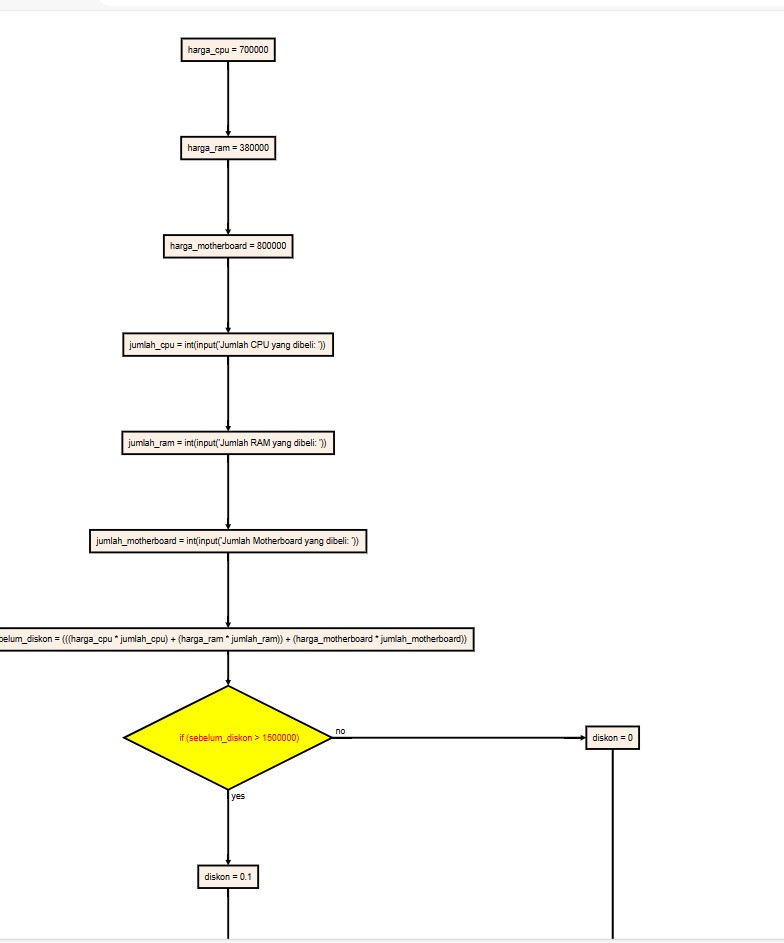 harga_cpu = 700000
harga_ram = 380000
harga_motherboard = 800000
jumlah_cpu = int(input('Jumlah CPU yang dibeli: '))
jumlah_ram = int(input('Jumlah RAM yang dibeli: '))
jumlah_motherboard = int(input('Jumlah Motherboard yang dibeli: '))
elum_diskon = (((harga_cpu * jumlah_cpu) + (harga_ram * jumlah_ram)) + (harga_motherboard * jumlah_motherboard))
if (sebelum_diskon > 1500000)
no
diskon = 0
yes
diskon = 0.1